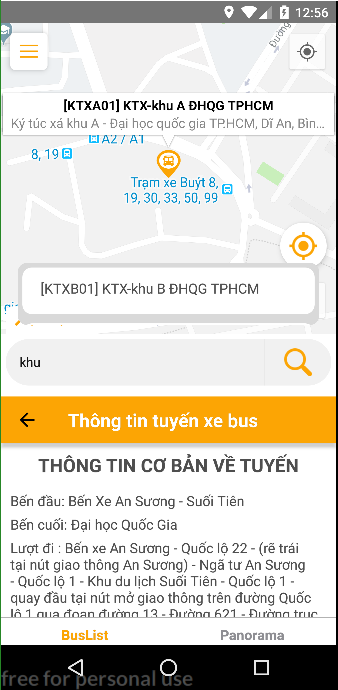 12:56
Đường
[KTXA01] KTX-khu A ĐHQG TPHCM
Ký túc xá khu A - Đại học quốc gia TP.HCM, Dĩ An, Bìn...
A2 / A1
8, 19
Trạm xe Buýt 8,
19, 30, 33, 50, 99
[KTXB01] KTX-khu B ĐHQG TPHCM
khu
Thông tin tuyến xe bus
THÔNG TIN CƠ BẢN VỀ TUYẾN
Bến đầu: Bến Xe An Sương - Suối Tiên
Bến cuối: Đại học Quốc Gia
Lượt đi : Bến xe An Sương - Quốc lộ 22 - (rẽ trái
tại nút giao thông An Sương) - Ngã tư An Sương
- Quốc lộ 1 - Khu du lịch Suối Tiên - Quốc lộ 1 -
quay đầu tại nút mở giao thông trên đường Quốc
lộ 1 qua đoạn đường 13 - Đường 621 - Đường trục
BusList
Panorama
free for personal use